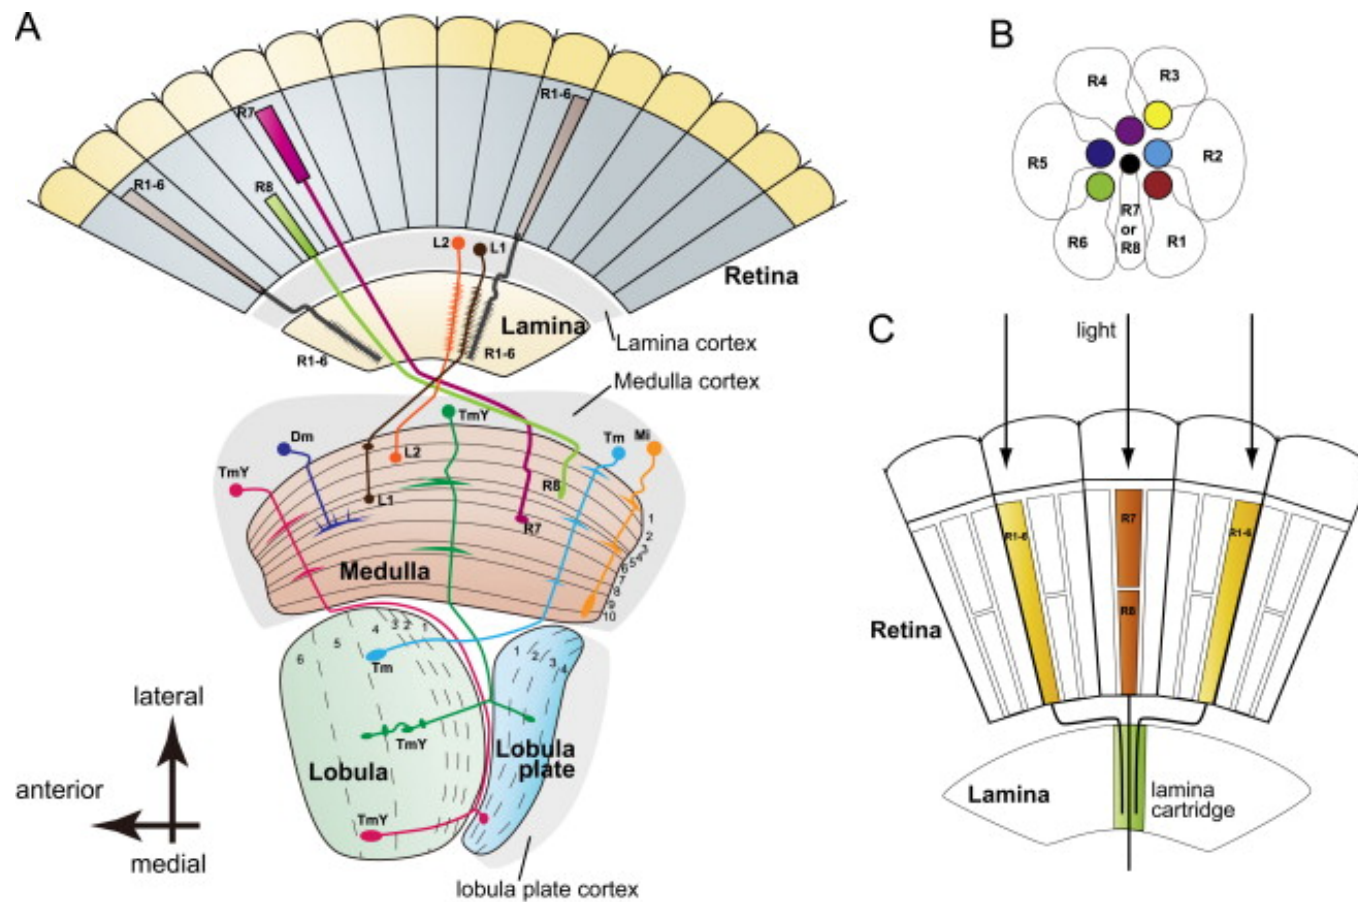 A
R1-6
R7
R8
R1-6
L2
L1
Retina
Lamina
R1-6
R1-6
Lamina cortex
Medulla cortex
TmY
Dm
Tm
Mi
TmY
L2
L1
R8
R7
Medulla
1
2
3
4
5
6
7
8
9
10
6
5
4
3
2
1
Tm
TmY
Lobula
TmY
1
2
3
4
Lobula
plate
lobula plate cortex
lateral
anterior
medial
B
R4
R3
R5
R2
R6
R7
or
R8
R1
C
light
R1-6
R7
R8
R1-6
Retina
Lamina
lamina
cartridge